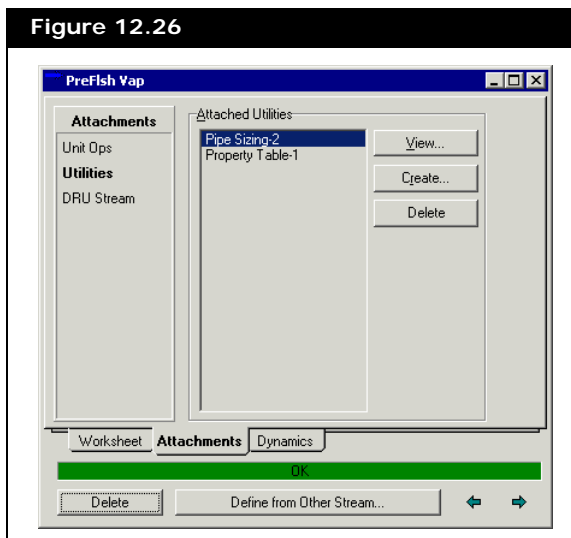 Figure 12.26
PreFlsh Vap
Attachments
Unit Ops
Utilities
DRU Stream
Attached Utilities
Pipe Sizing-2
Property Table-1
View...
Create...
Delete
Worksheet
Attachments
Dynamics
OK
Delete
Define from Other Stream...